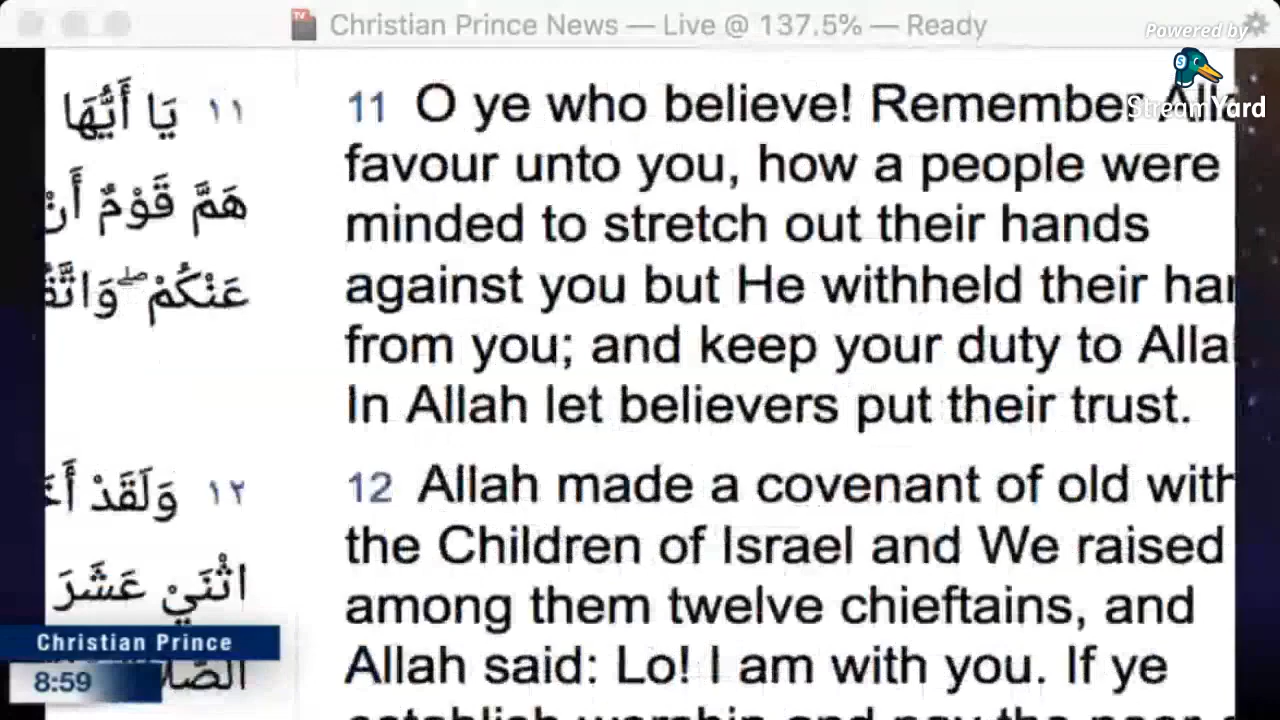 Christian Prince News — Live @ 137.5% — Ready
Powered by
StreamYard
١١ يَا أَيُّهَا
هَمَّ قَوْمٌ
عَنكُمْ ۖ
11 O ye who believe! Remember
favour unto you, how a people were
minded to stretch out their hands
against you but He withheld their
from you; and keep your duty to
In Allah let believers put their trust.
١٢ وَلَقَدْ
اثْنَيْ عَشَرَ
12 Allah made a covenant of old with
the Children of Israel and We raised
among them twelve chieftains, and
Allah said: Lo! I am with you. If ye
Christian Prince
8:59